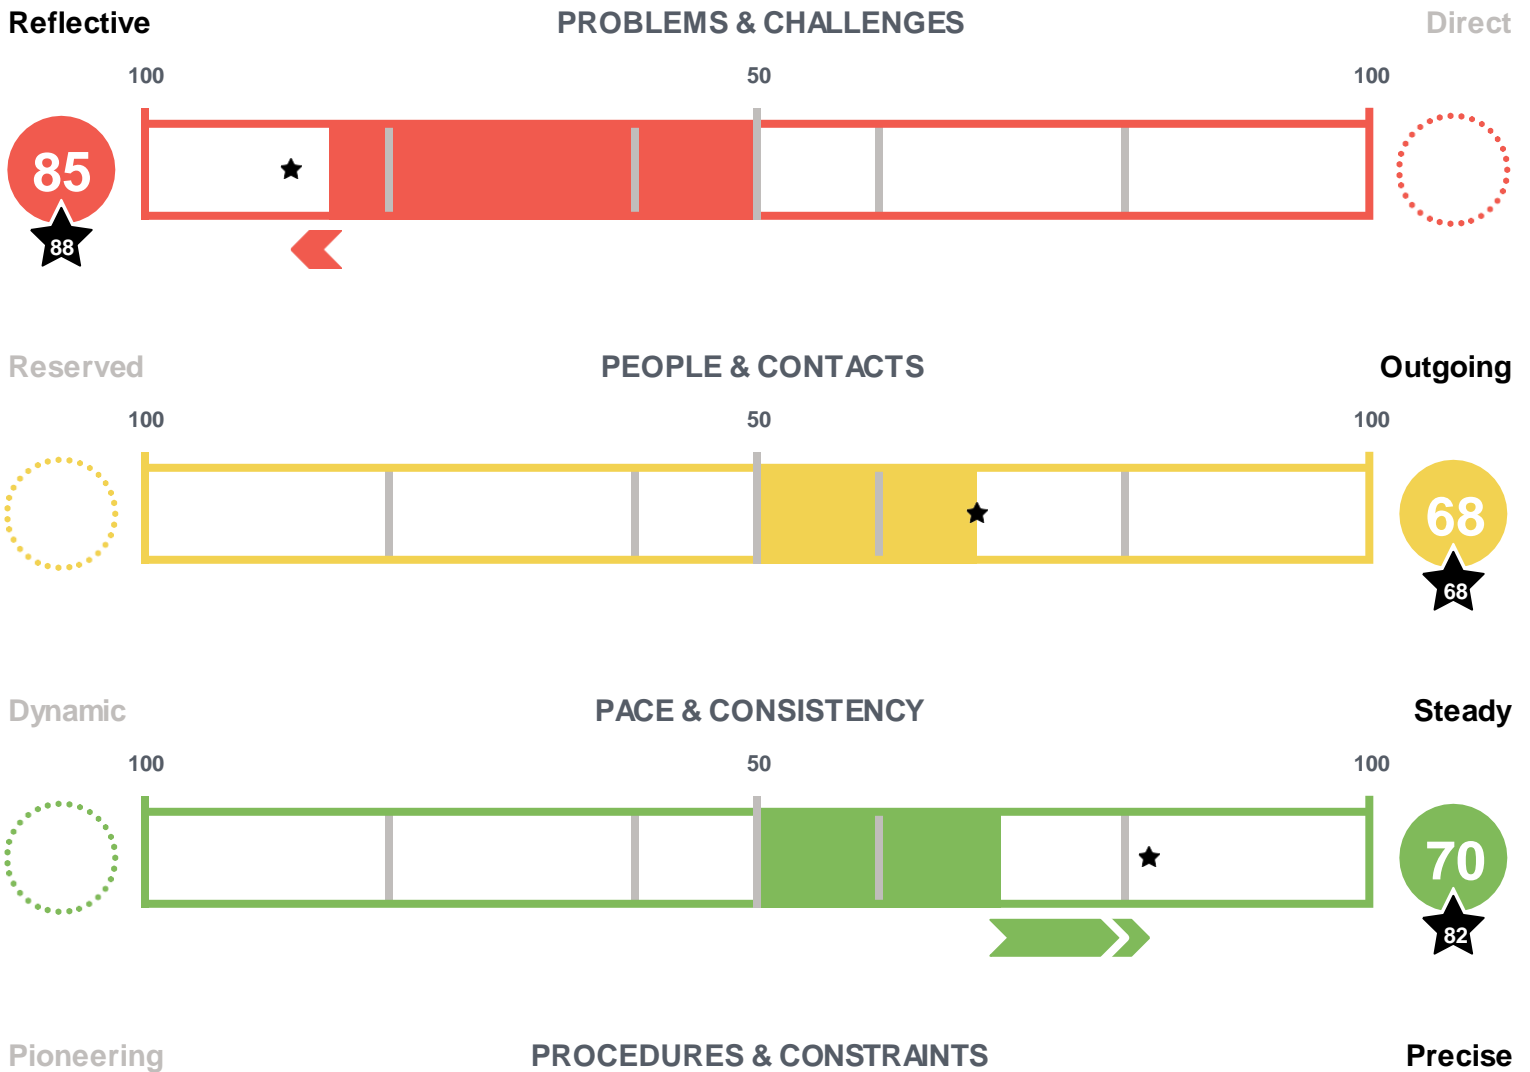 Reflective PROBLEMS & CHALLENGES Direct
100 50 100
85
88
Reserved PEOPLE & CONTACTS Outgoing
100 50 100
68
68
Dynamic PACE & CONSISTENCY Steady
100 50 100
70
82
Pioneering PROCEDURES & CONSTRAINTS Precise